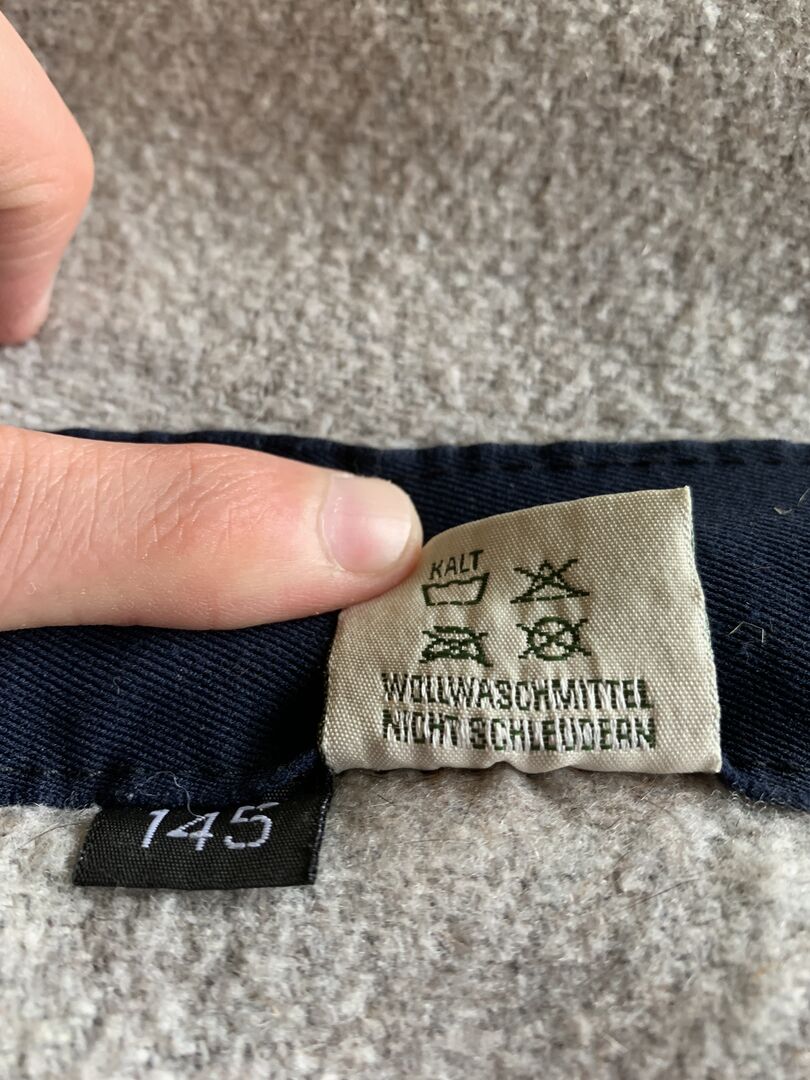 KALT
WOLLWASCHMITTEL
NICHT SCHLEUDERN
145